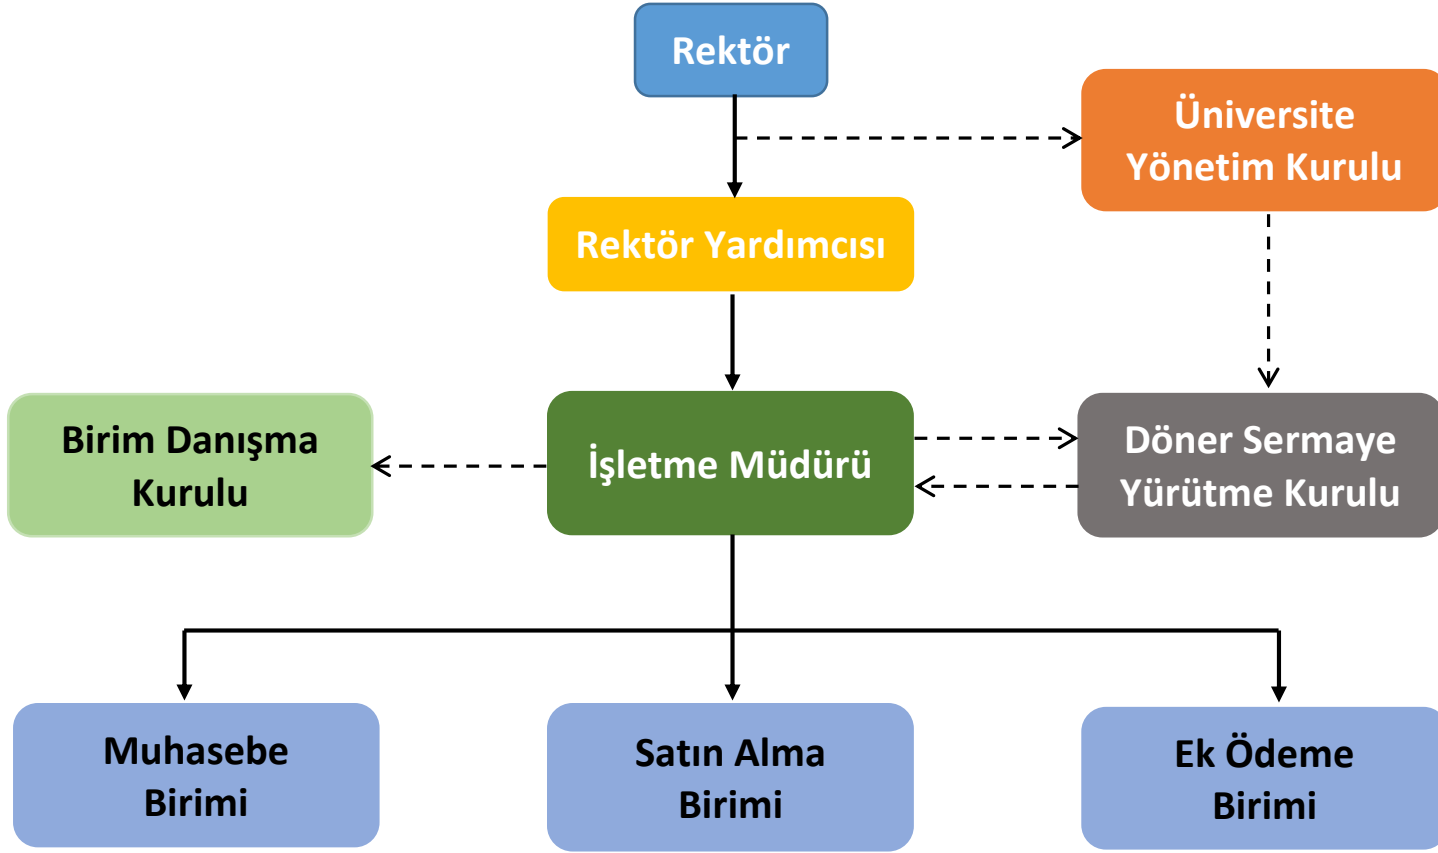 Rektör
Üniversite
Yönetim Kurulu
Rektör Yardımcısı
Birim Danışma
Kurulu
İşletme Müdürü
Döner Sermaye
Yürütme Kurulu
Muhasebe
Birimi
Satın Alma
Birimi
Ek Ödeme
Birimi